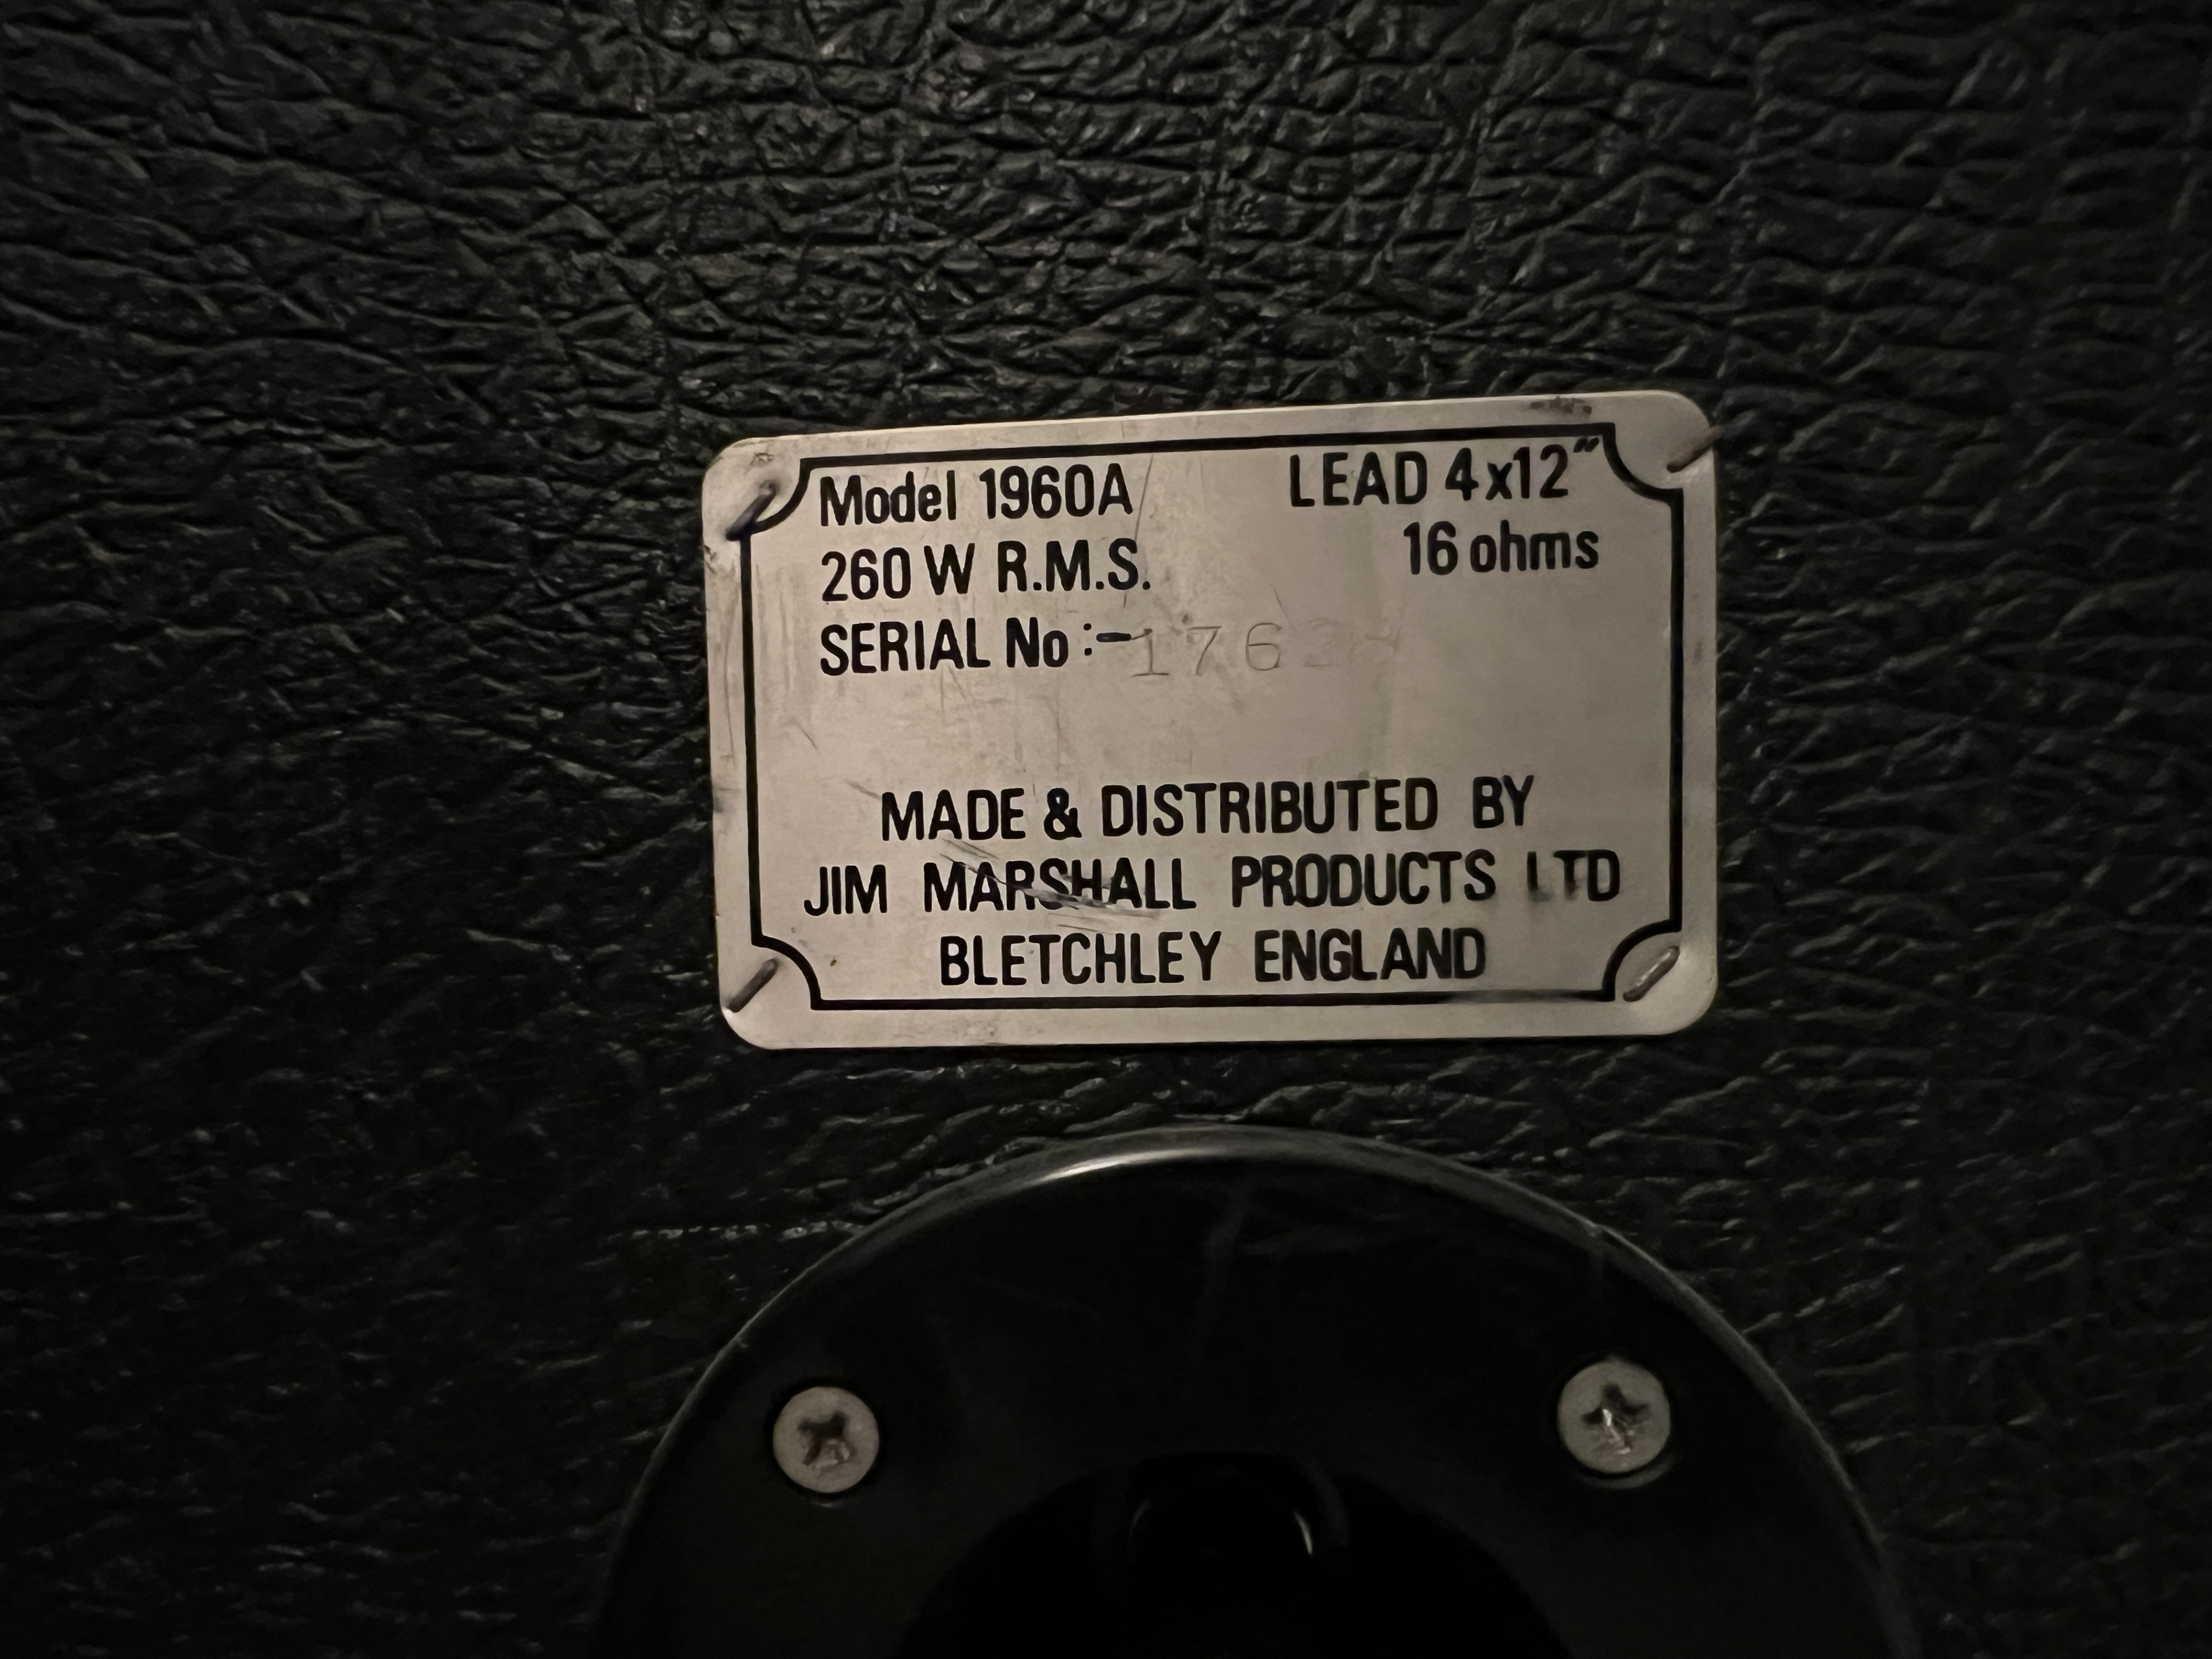 Model 1960A LEAD 4x12″
260 W R.M.S. 16 ohms
SERIAL No :-
MADE & DISTRIBUTED BY
JIM MARSHALL PRODUCTS LTD
BLETCHLEY ENGLAND